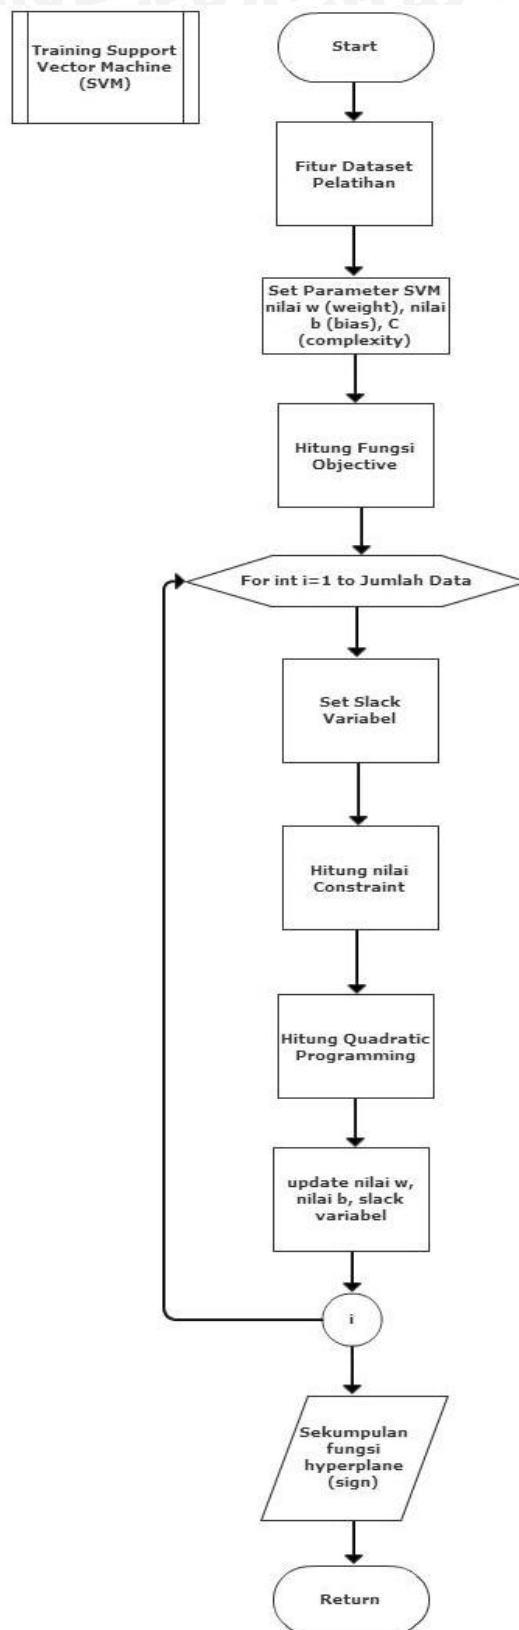 Training Support
Vector Machine
(SVM)
Start
Fitur Dataset
Pelatihan
Set Parameter SVM
nilai w (weight), nilai
b (bias), C
(complexity)
Hitung Fungsi
Objective
For int i=1 to Jumlah Data
Set Slack
Variabel
Hitung nilai
Constraint
Hitung Quadratic
Programming
update nilai w,
nilai b, slack
variabel
i
Sekumpulan
fungsi
hyperplane
(sign)
Return